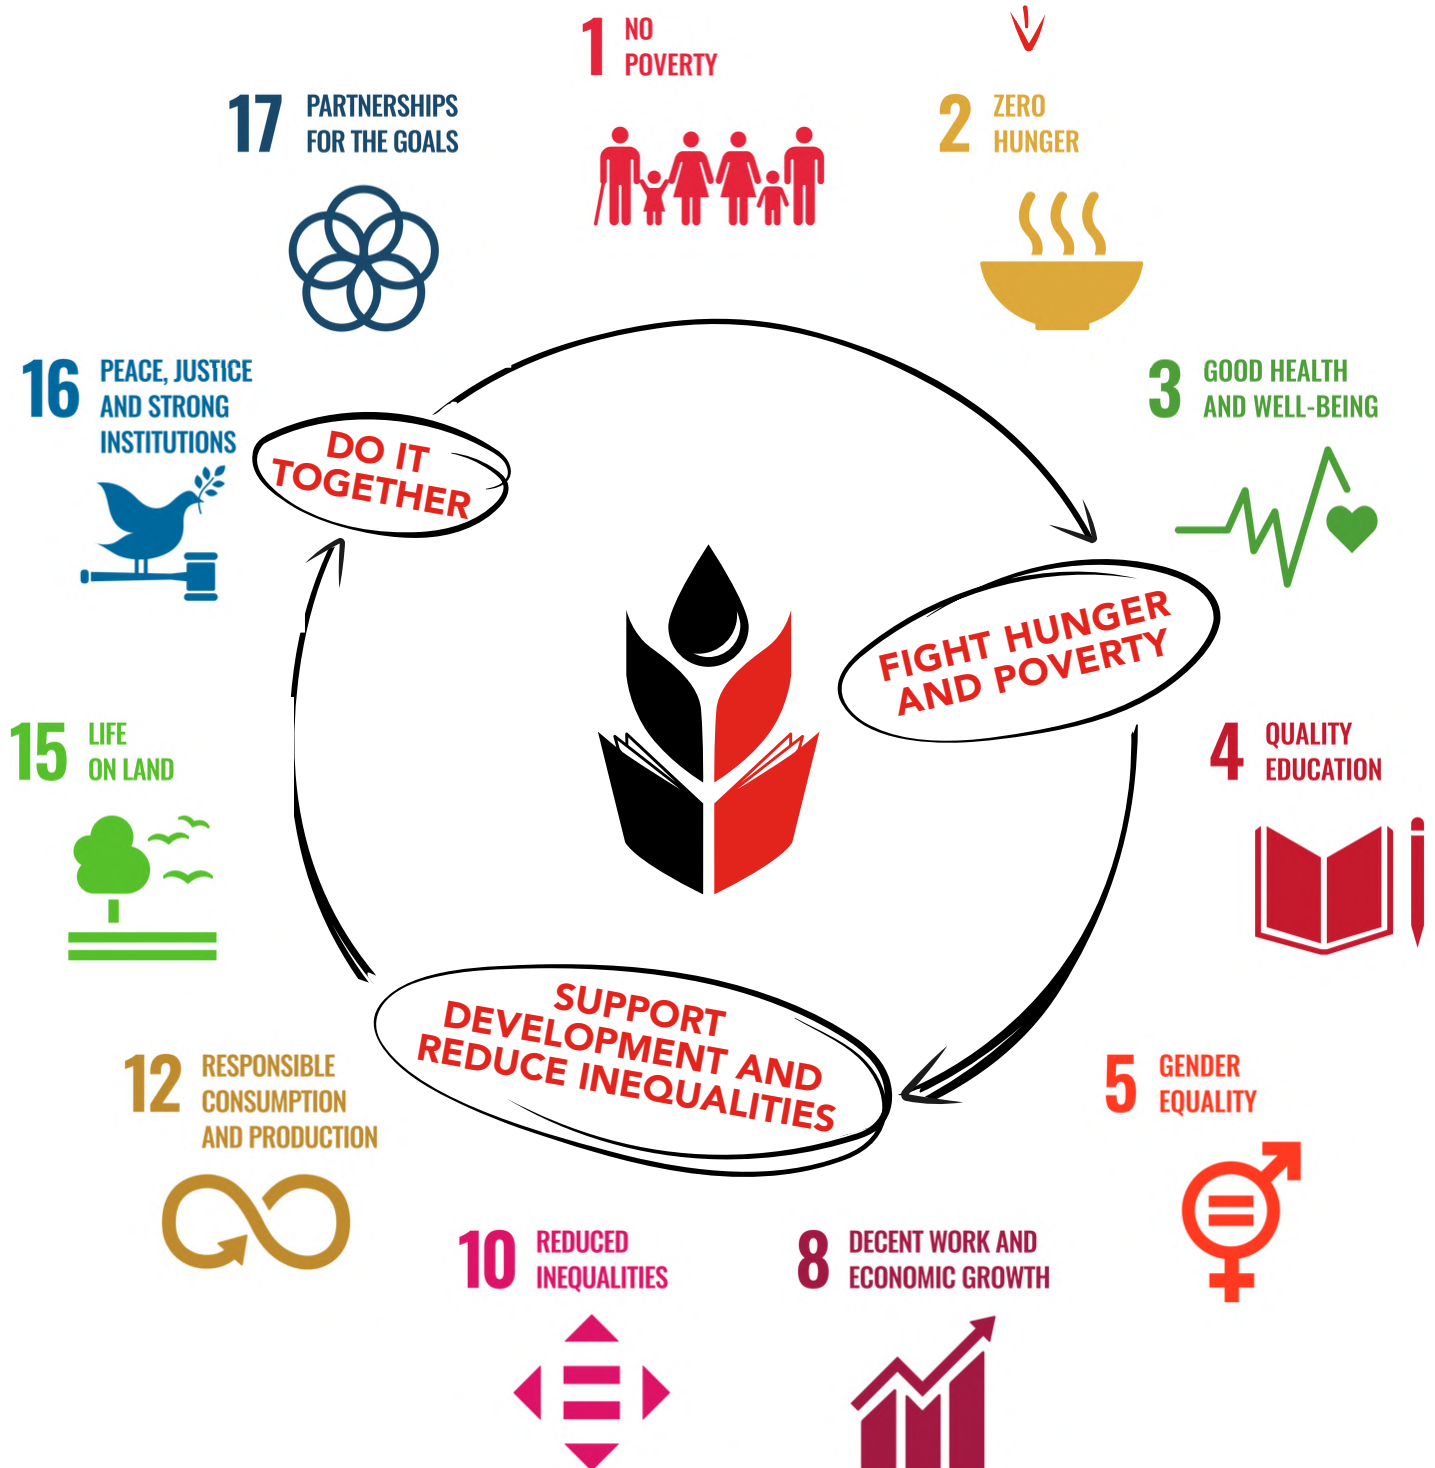 1 NO
POVERTY
2 ZERO
HUNGER
3 GOOD HEALTH
AND WELL-BEING
4 QUALITY
EDUCATION
5 GENDER
EQUALITY
8 DECENT WORK AND
ECONOMIC GROWTH
10 REDUCED
INEQUALITIES
12 RESPONSIBLE
CONSUMPTION
AND PRODUCTION
15 LIFE
ON LAND
16 PEACE, JUSTICE
AND STRONG
INSTITUTIONS
17 PARTNERSHIPS
FOR THE GOALS
DO IT
TOGETHER
FIGHT HUNGER
AND POVERTY
SUPPORT
DEVELOPMENT AND
REDUCE INEQUALITIES